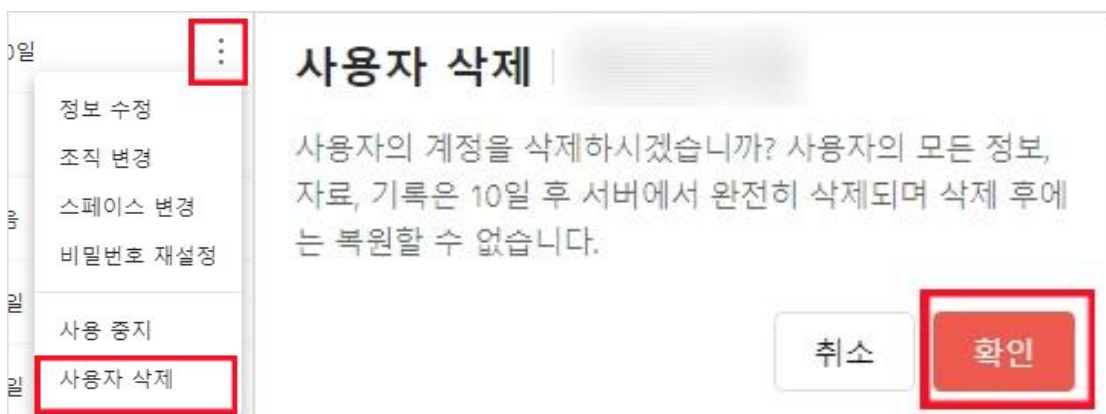 0일
정보 수정
조직 변경
스페이스 변경
비밀번호 재설정
사용 중지
사용자 삭제
사용자 삭제
사용자의 계정을 삭제하시겠습니까? 사용자의 모든 정보,
자료, 기록은 10일 후 서버에서 완전히 삭제되며 삭제 후에
는 복원할 수 없습니다.
취소
확인